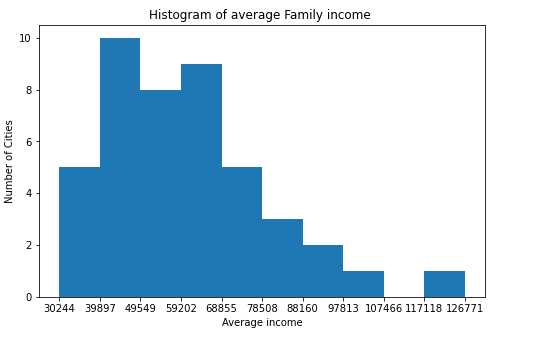 Histogram of average Family income
10
8
6
4
2
0
Number of Cities
30244 39897 49549 59202 68855 78508 88160 97813 107466 117118 126771
Average income